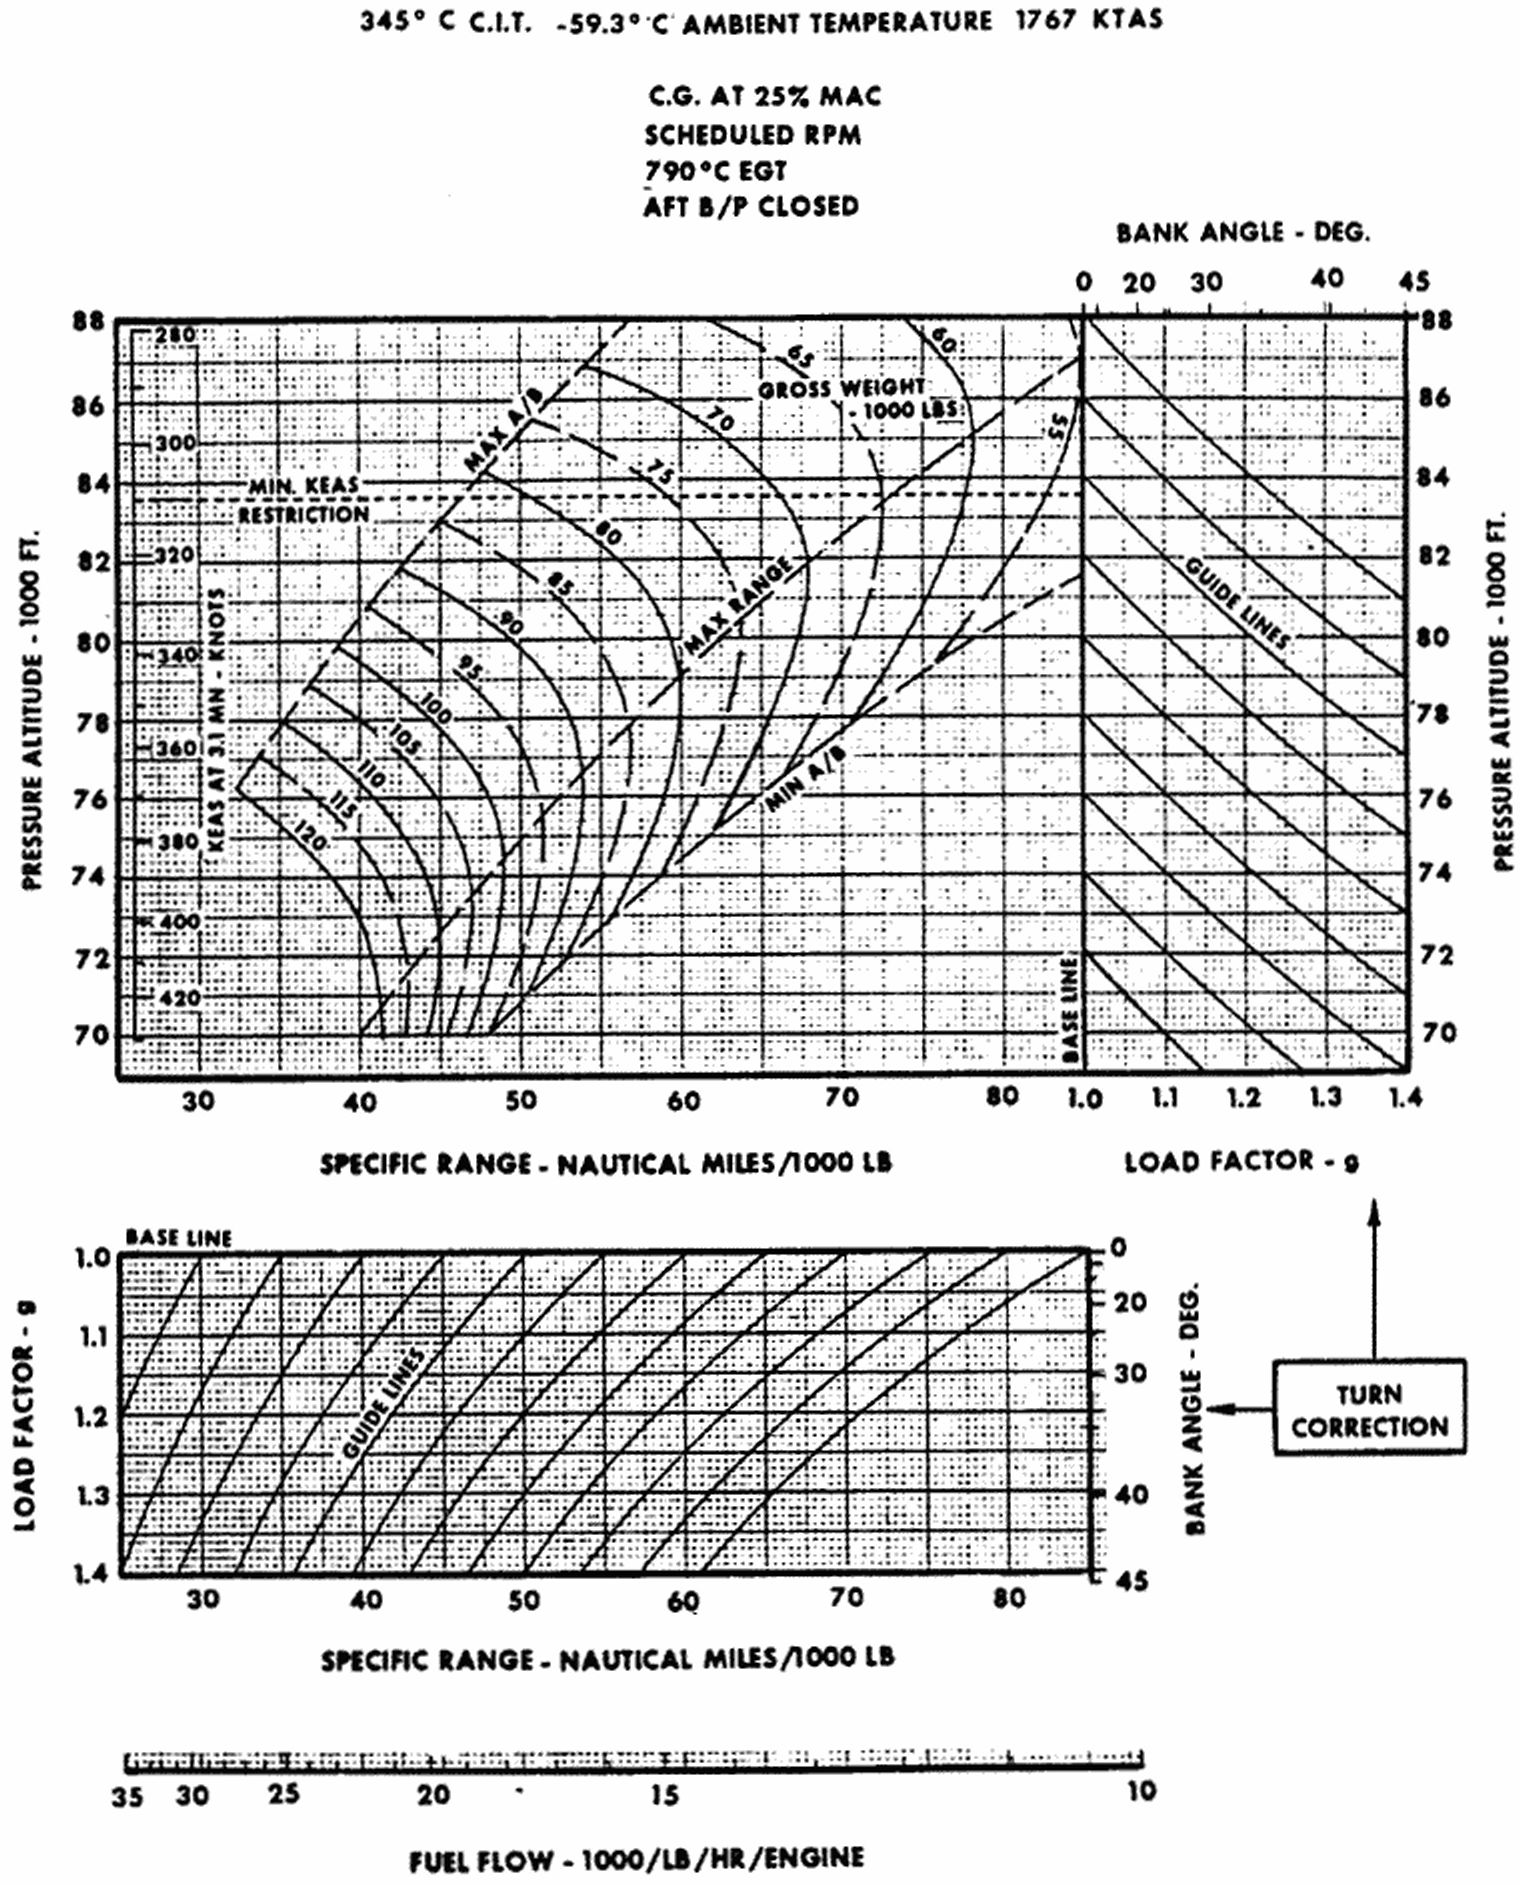 345° C C.I.T. -59.3° C AMBIENT TEMPERATURE 1767 KTAS
C.G. AT 25% MAC
SCHEDULED RPM
790°C EGT
AFT B/P CLOSED
BANK ANGLE - DEG.
0 20 30 40 45
PRESSURE ALTITUDE - 1000 FT.
88
86
84
82
80
78
76
74
72
70
KEAS AT 3.1 MN - KNOTS
280
300
320
340
360
380
400
420
MIN. KEAS
RESTRICTION
MAX A/B
GROSS WEIGHT
- 1000 LBS
55
60
65
70
75
80
85
90
95
100
105
110
115
120
MAX RANGE
MIN A/B
BASE LINE
GUIDE LINES
88
86
84
82
80
78
76
74
72
70
PRESSURE ALTITUDE - 1000 FT.
30 40 50 60 70 80 1.0 1.1 1.2 1.3 1.4
SPECIFIC RANGE - NAUTICAL MILES/1000 LB
LOAD FACTOR - g
BASE LINE
LOAD FACTOR - g
1.0
1.1
1.2
1.3
1.4
GUIDE LINES
0
20
30
40
45
BANK ANGLE - DEG.
TURN
CORRECTION
30 40 50 60 70 80
SPECIFIC RANGE - NAUTICAL MILES/1000 LB
35 30 25 20 15 10
FUEL FLOW - 1000/LB/HR/ENGINE